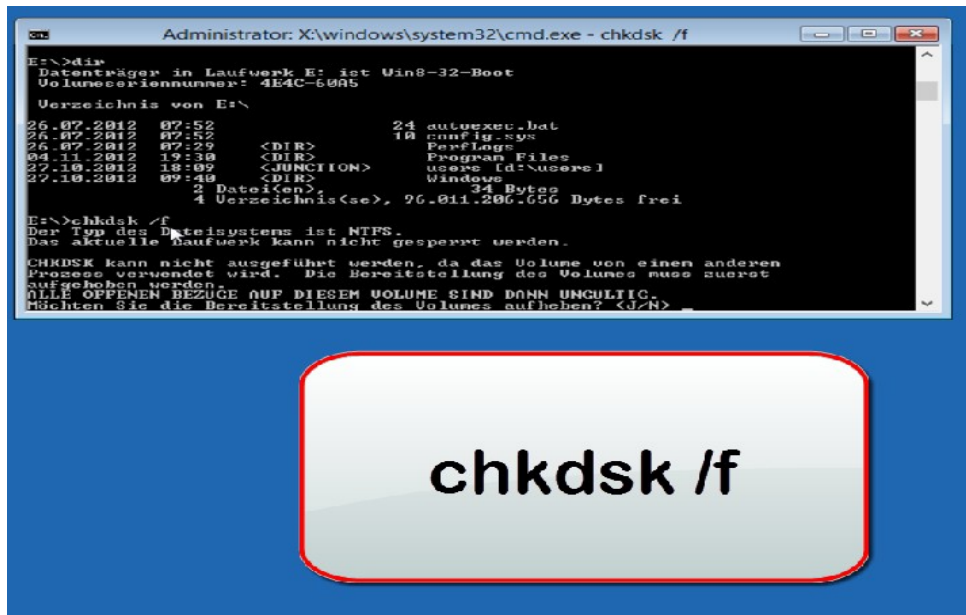 Administrator: X:\windows\system32\cmd.exe - chkdsk /f
E:\>dir
Datenträger in Laufwerk E: ist Win8-32-Boot
Volumeseriennummer: 4E4C-60A5
Verzeichnis von E:\
26.07.2012 07:52 24 autoexec.bat
26.07.2012 07:52 10 config.sys
26.07.2012 07:29 <DIR> PerfLogs
04.11.2012 19:30 <DIR> Program Files
27.10.2012 18:09 <JUNCTION> users [d:\users]
27.10.2012 09:40 <DIR> Windows
2 Datei(en), 34 Bytes
4 Verzeichnis(se), 96.011.206.656 Bytes frei
E:\>chkdsk /f
Der Typ des Dateisystems ist NTFS.
Das aktuelle Laufwerk kann nicht gesperrt werden.
CHKDSK kann nicht ausgeführt werden, da das Volume von einem anderen
Prozess verwendet wird. Die Bereitstellung des Volumes muss zuerst
aufgehoben werden.
ALLE OFFENEN BEZÜGE AUF DIESEM VOLUME SIND DANN UNGÜLTIG.
Möchten Sie die Bereitstellung des Volumes aufheben? <J/N> _
chkdsk /f